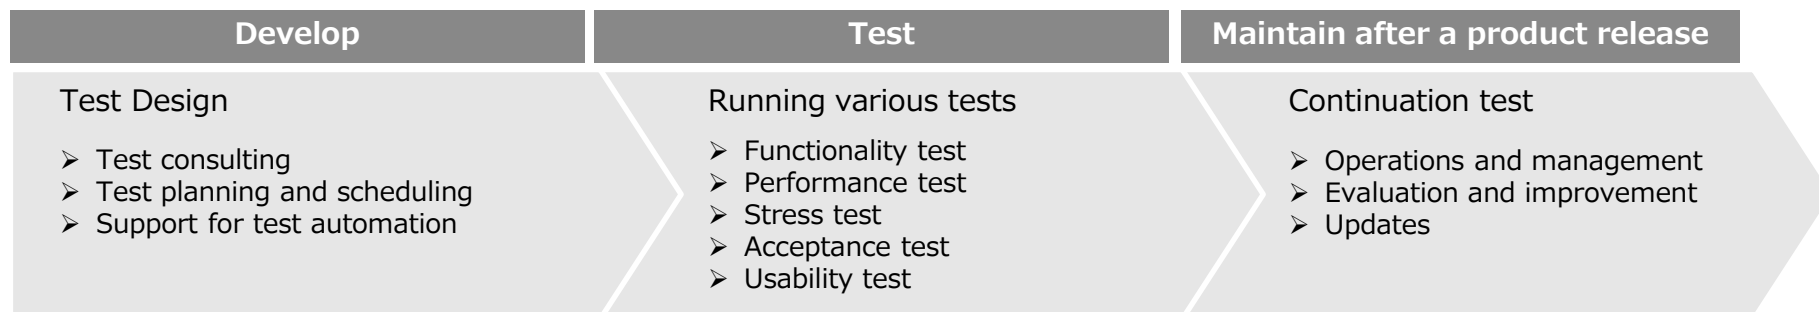 Develop
Test Design
➢ Test consulting
➢ Test planning and scheduling
➢ Support for test automation
Test
Running various tests
➢ Functionality test
➢ Performance test
➢ Stress test
➢ Acceptance test
➢ Usability test
Maintain after a product release
Continuation test
➢ Operations and management
➢ Evaluation and improvement
➢ Updates